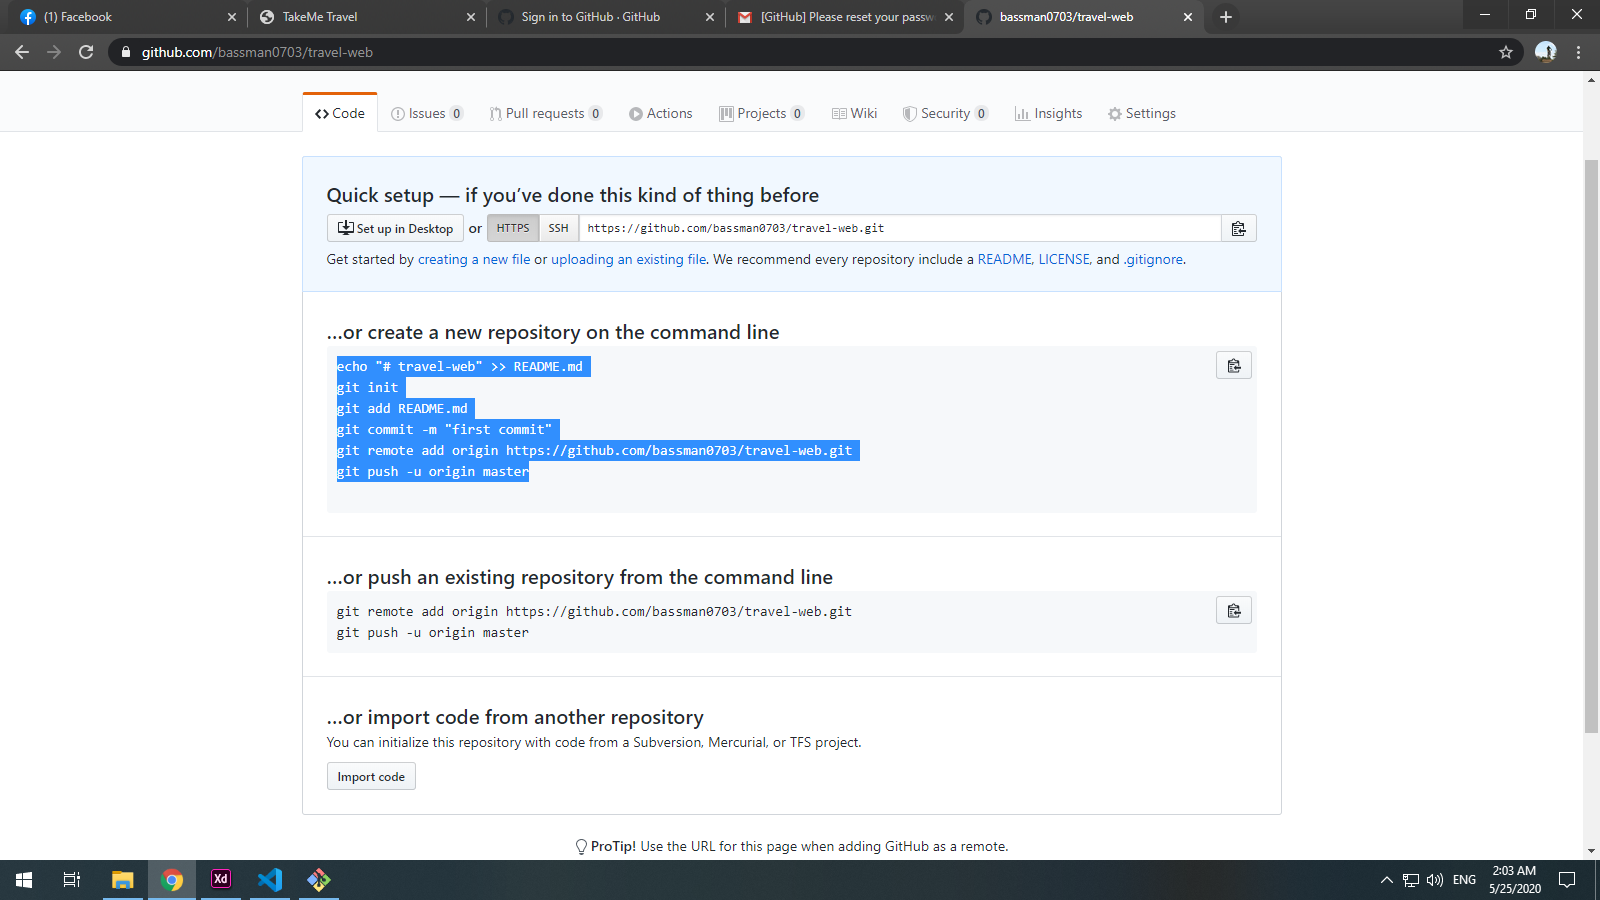 (1) Facebook
TakeMe Travel
Sign in to GitHub · GitHub
[GitHub] Please reset your passw
bassman0703/travel-web
github.com/bassman0703/travel-web
Code
Issues 0
Pull requests 0
Actions
Projects 0
Wiki
Security 0
Insights
Settings
Quick setup — if you’ve done this kind of thing before
Set up in Desktop or HTTPS SSH https://github.com/bassman0703/travel-web.git
Get started by creating a new file or uploading an existing file. We recommend every repository include a README, LICENSE, and .gitignore.
…or create a new repository on the command line
echo "# travel-web" >> README.md
git init
git add README.md
git commit -m "first commit"
git remote add origin https://github.com/bassman0703/travel-web.git
git push -u origin master
…or push an existing repository from the command line
git remote add origin https://github.com/bassman0703/travel-web.git
git push -u origin master
…or import code from another repository
You can initialize this repository with code from a Subversion, Mercurial, or TFS project.
Import code
ProTip! Use the URL for this page when adding GitHub as a remote.
Xd
ENG
2:03 AM
5/25/2020